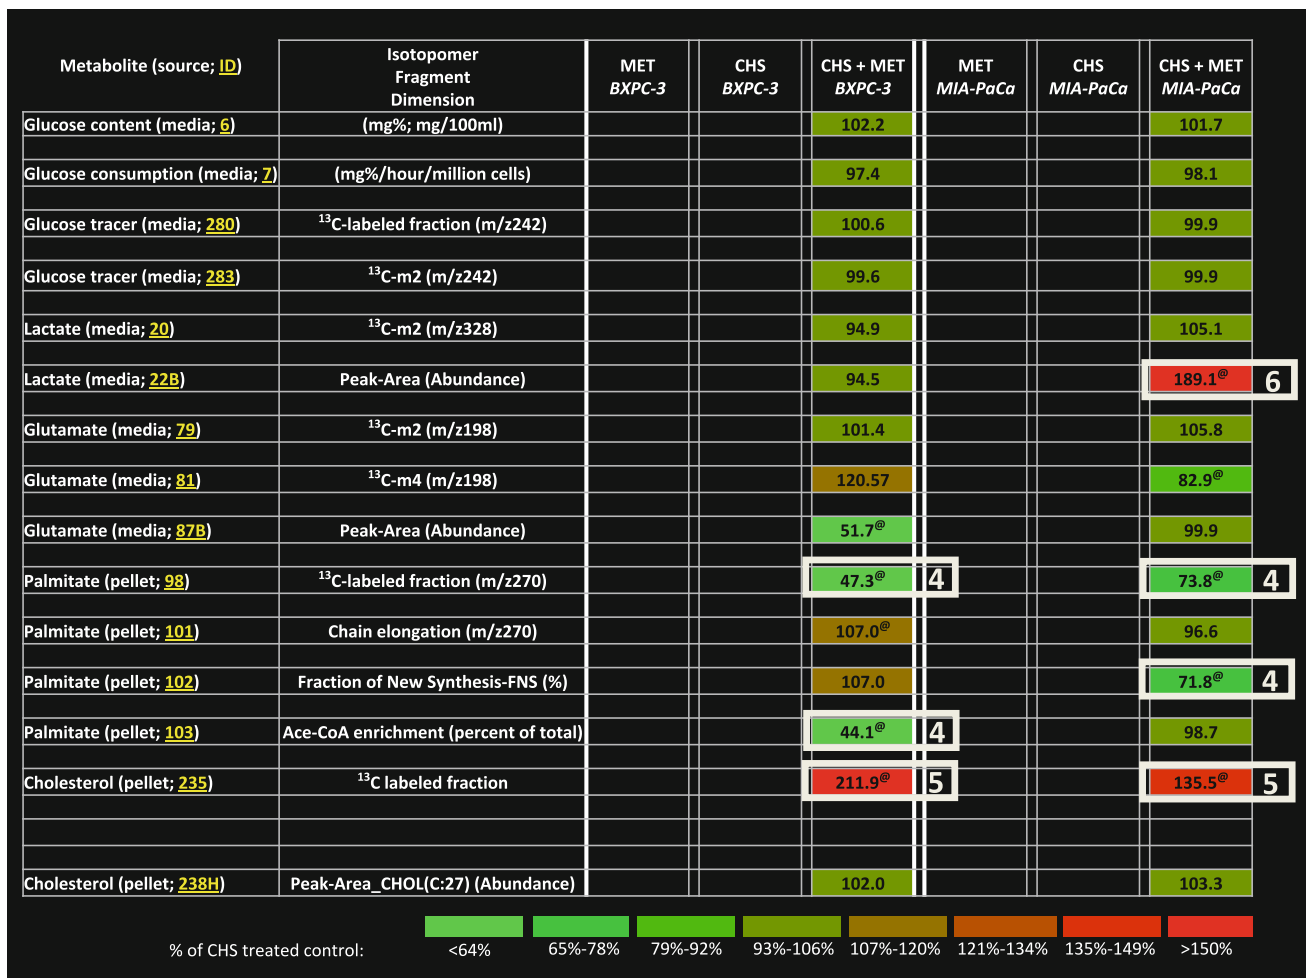 Metabolite (source; ID)
Isotopomer
Fragment
Dimension
MET
BXPC-3
CHS
BXPC-3
CHS + MET
BXPC-3
MET
MIA-PaCa
CHS
MIA-PaCa
CHS + MET
MIA-PaCa
Glucose content (media; 6) (mg%; mg/100ml) 102.2 101.7
Glucose consumption (media; 7) (mg%/hour/million cells) 97.4 98.1
Glucose tracer (media; 280) ¹³C-labeled fraction (m/z242) 100.6 99.9
Glucose tracer (media; 283) ¹³C-m2 (m/z242) 99.6 99.9
Lactate (media; 20) ¹³C-m2 (m/z328) 94.9 105.1
Lactate (media; 22B) Peak-Area (Abundance) 94.5 189.1@ 6
Glutamate (media; 79) ¹³C-m2 (m/z198) 101.4 105.8
Glutamate (media; 81) ¹³C-m4 (m/z198) 120.57 82.9@
Glutamate (media; 87B) Peak-Area (Abundance) 51.7@ 99.9
Palmitate (pellet; 98) ¹³C-labeled fraction (m/z270) 47.3@ 4 73.8@ 4
Palmitate (pellet; 101) Chain elongation (m/z270) 107.0@ 96.6
Palmitate (pellet; 102) Fraction of New Synthesis-FNS (%) 107.0 71.8@ 4
Palmitate (pellet; 103) Ace-CoA enrichment (percent of total) 44.1@ 4 98.7
Cholesterol (pellet; 235) ¹³C labeled fraction 211.9@ 5 135.5@ 5
Cholesterol (pellet; 238H) Peak-Area_CHOL(C:27) (Abundance) 102.0 103.3
% of CHS treated control: <64% 65%-78% 79%-92% 93%-106% 107%-120% 121%-134% 135%-149% >150%